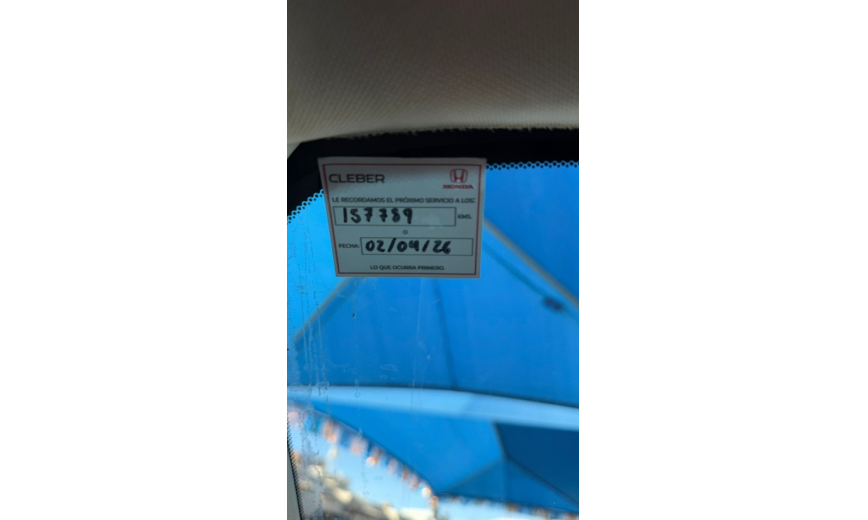 CLEBER
HONDA
LE RECORDAMOS EL PRÓXIMO SERVICIO A LOS:
157789 KMS.
O
FECHA: 02/04/26
LO QUE OCURRA PRIMERO.